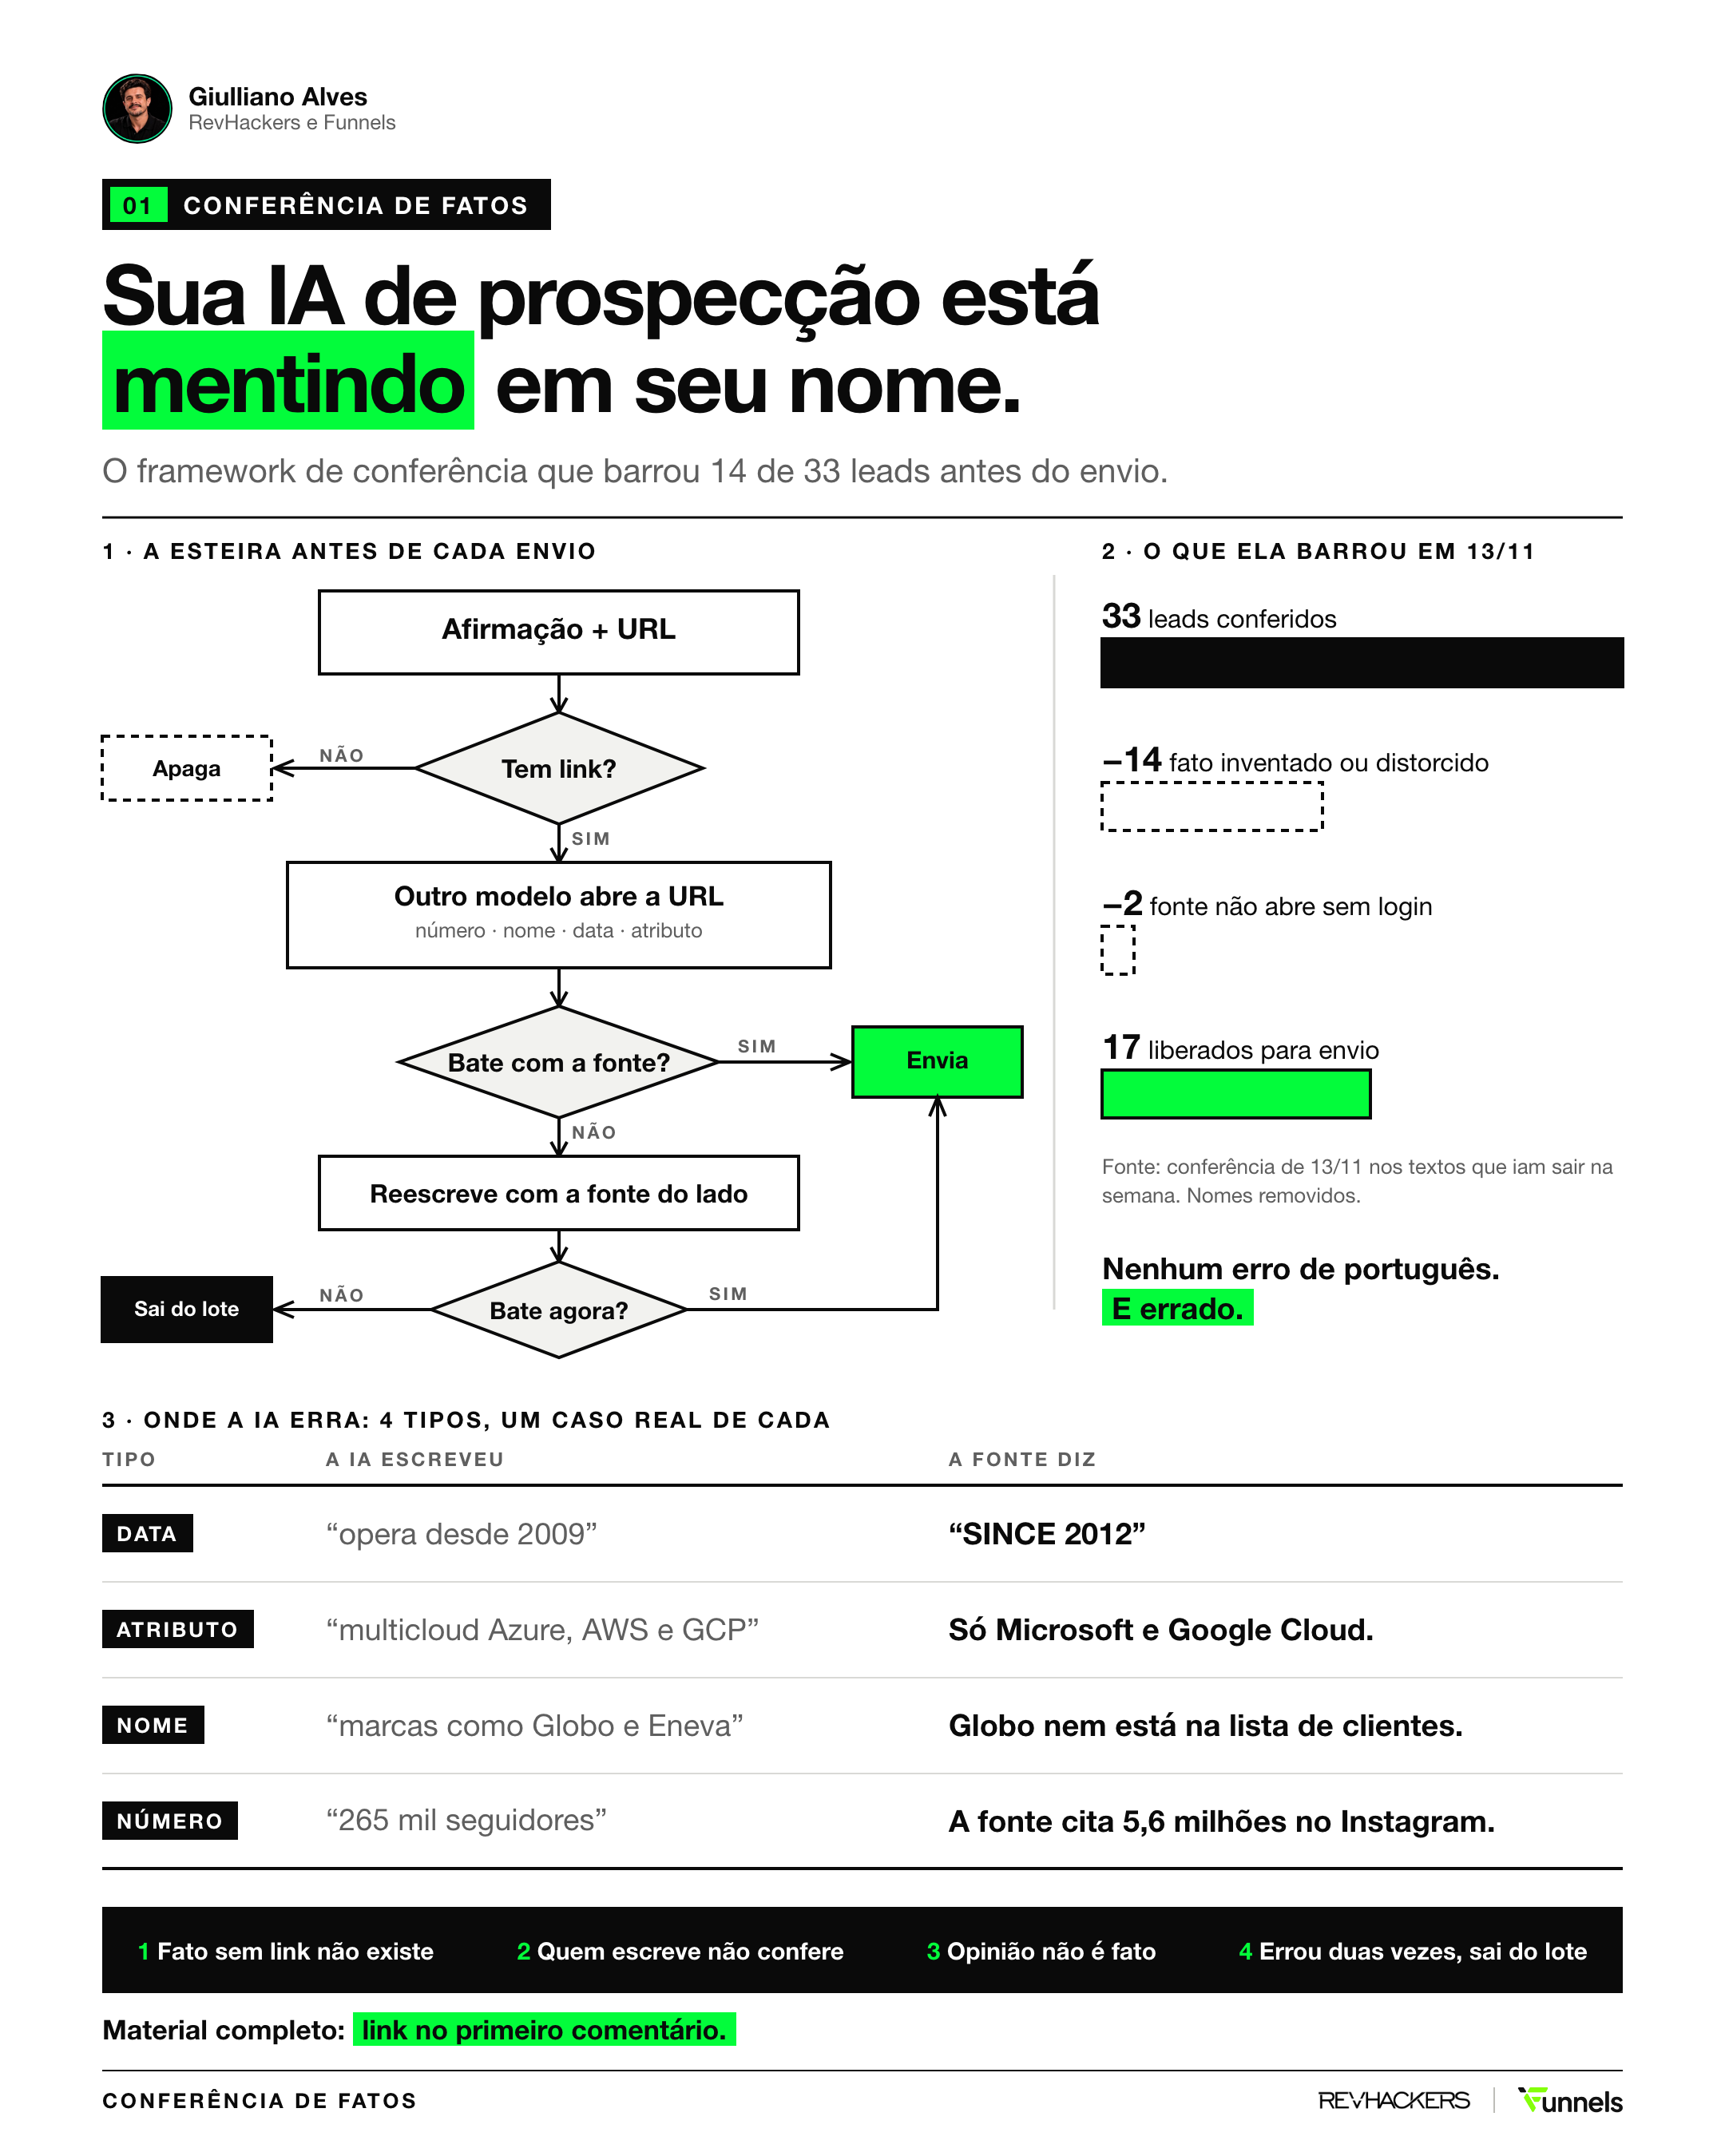 Giulliano Alves
RevHackers e Funnels
01 CONFERÊNCIA DE FATOS
Sua IA de prospecção está
mentindo em seu nome.
O framework de conferência que barrou 14 de 33 leads antes do envio.
1 · A ESTEIRA ANTES DE CADA ENVIO
Afirmação + URL
Tem link?
NÃO
Apaga
SIM
Outro modelo abre a URL
número · nome · data · atributo
Bate com a fonte?
SIM
Envia
NÃO
Reescreve com a fonte do lado
Bate agora?
NÃO
Sai do lote
SIM
2 · O QUE ELA BARROU EM 13/11
33 leads conferidos
–14 fato inventado ou distorcido
–2 fonte não abre sem login
17 liberados para envio
Fonte: conferência de 13/11 nos textos que iam sair na
semana. Nomes removidos.
Nenhum erro de português.
E errado.
3 · ONDE A IA ERRA: 4 TIPOS, UM CASO REAL DE CADA
TIPO A IA ESCREVEU A FONTE DIZ
DATA “opera desde 2009” “SINCE 2012”
ATRIBUTO “multicloud Azure, AWS e GCP” Só Microsoft e Google Cloud.
NOME “marcas como Globo e Eneva” Globo nem está na lista de clientes.
NÚMERO “265 mil seguidores” A fonte cita 5,6 milhões no Instagram.
1 Fato sem link não existe 2 Quem escreve não confere 3 Opinião não é fato 4 Errou duas vezes, sai do lote
Material completo: link no primeiro comentário.
CONFERÊNCIA DE FATOS REVHACKERS Funnels